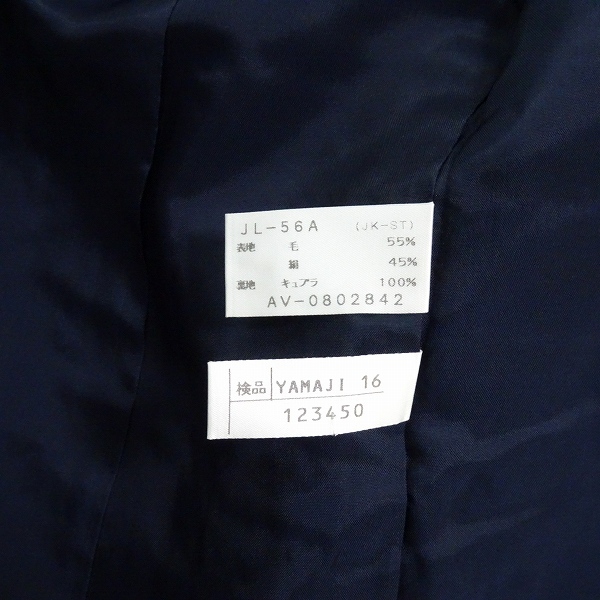 JL-56A (JK-ST)
表地 毛 55%
絹 45%
裏地 キュプラ 100%
AV-0802842
検品 YAMAJI 16
123450